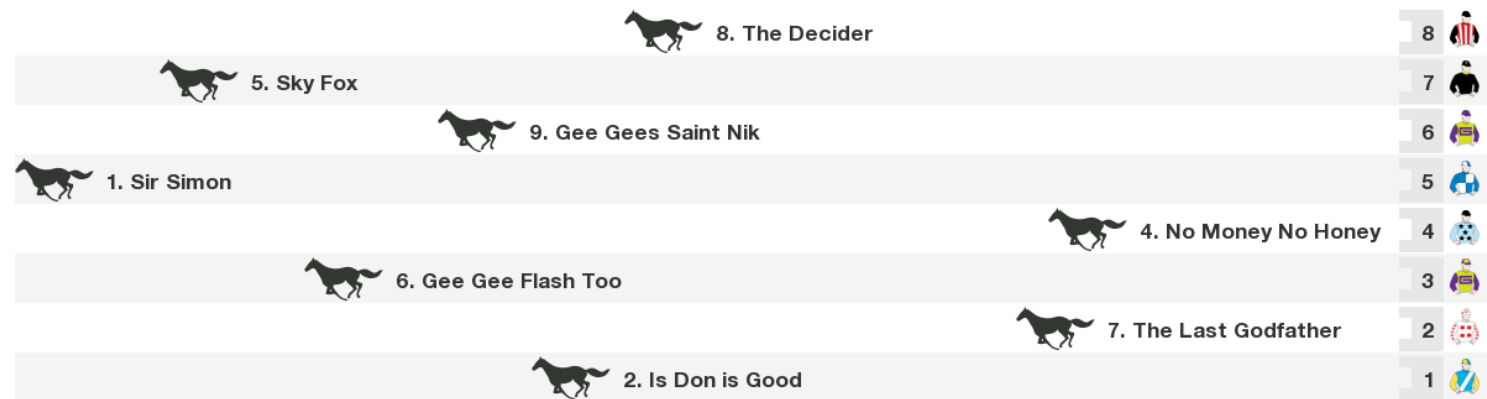 8. The Decider 8
5. Sky Fox 7
9. Gee Gees Saint Nik 6
1. Sir Simon 5
4. No Money No Honey 4
6. Gee Gee Flash Too 3
7. The Last Godfather 2
2. Is Don is Good 1